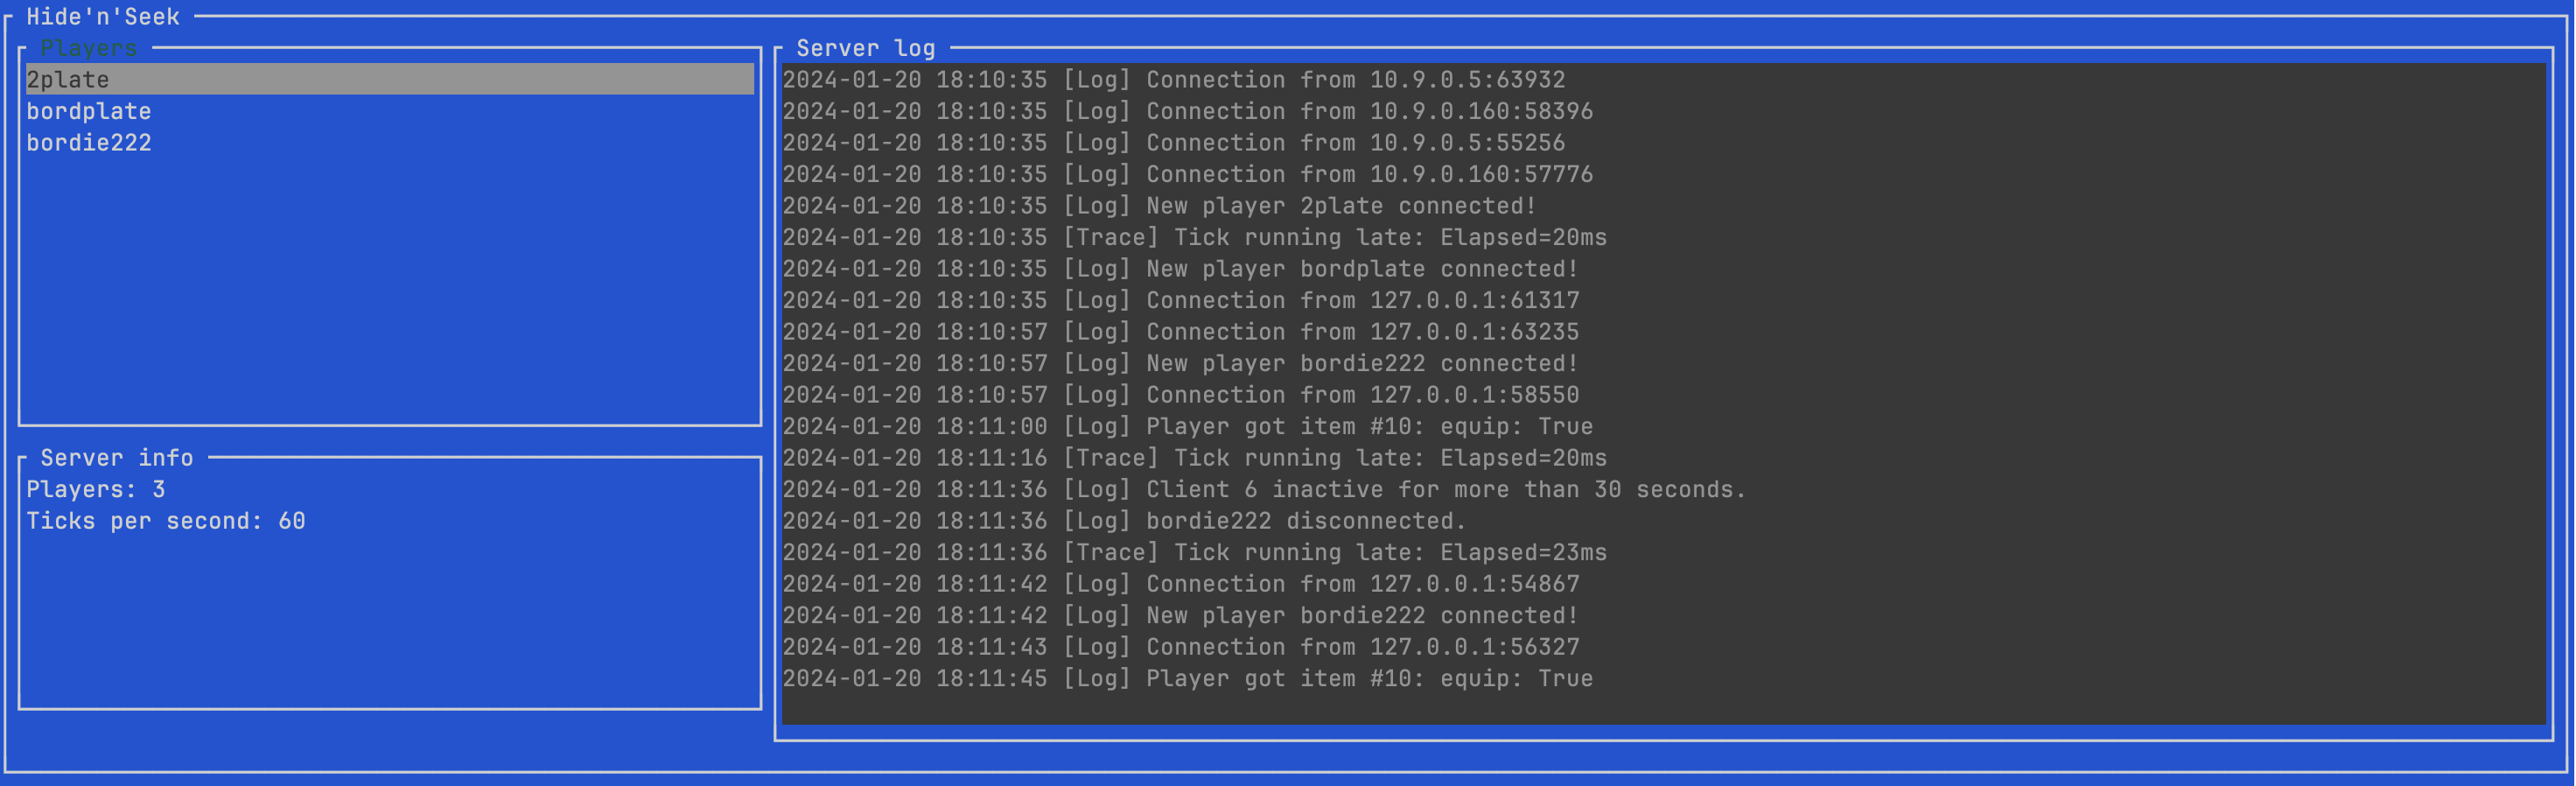 Hide'n'Seek
Players
2plate
bordplate
bordie222
Server info
Players: 3
Ticks per second: 60
Server log
2024-01-20 18:10:35 [Log] Connection from 10.9.0.5:63932
2024-01-20 18:10:35 [Log] Connection from 10.9.0.160:58396
2024-01-20 18:10:35 [Log] Connection from 10.9.0.5:55256
2024-01-20 18:10:35 [Log] Connection from 10.9.0.160:57776
2024-01-20 18:10:35 [Log] New player 2plate connected!
2024-01-20 18:10:35 [Trace] Tick running late: Elapsed=20ms
2024-01-20 18:10:35 [Log] New player bordplate connected!
2024-01-20 18:10:35 [Log] Connection from 127.0.0.1:61317
2024-01-20 18:10:57 [Log] Connection from 127.0.0.1:63235
2024-01-20 18:10:57 [Log] New player bordie222 connected!
2024-01-20 18:10:57 [Log] Connection from 127.0.0.1:58550
2024-01-20 18:11:00 [Log] Player got item #10: equip: True
2024-01-20 18:11:16 [Trace] Tick running late: Elapsed=20ms
2024-01-20 18:11:36 [Log] Client 6 inactive for more than 30 seconds.
2024-01-20 18:11:36 [Log] bordie222 disconnected.
2024-01-20 18:11:36 [Trace] Tick running late: Elapsed=23ms
2024-01-20 18:11:42 [Log] Connection from 127.0.0.1:54867
2024-01-20 18:11:42 [Log] New player bordie222 connected!
2024-01-20 18:11:43 [Log] Connection from 127.0.0.1:56327
2024-01-20 18:11:45 [Log] Player got item #10: equip: True